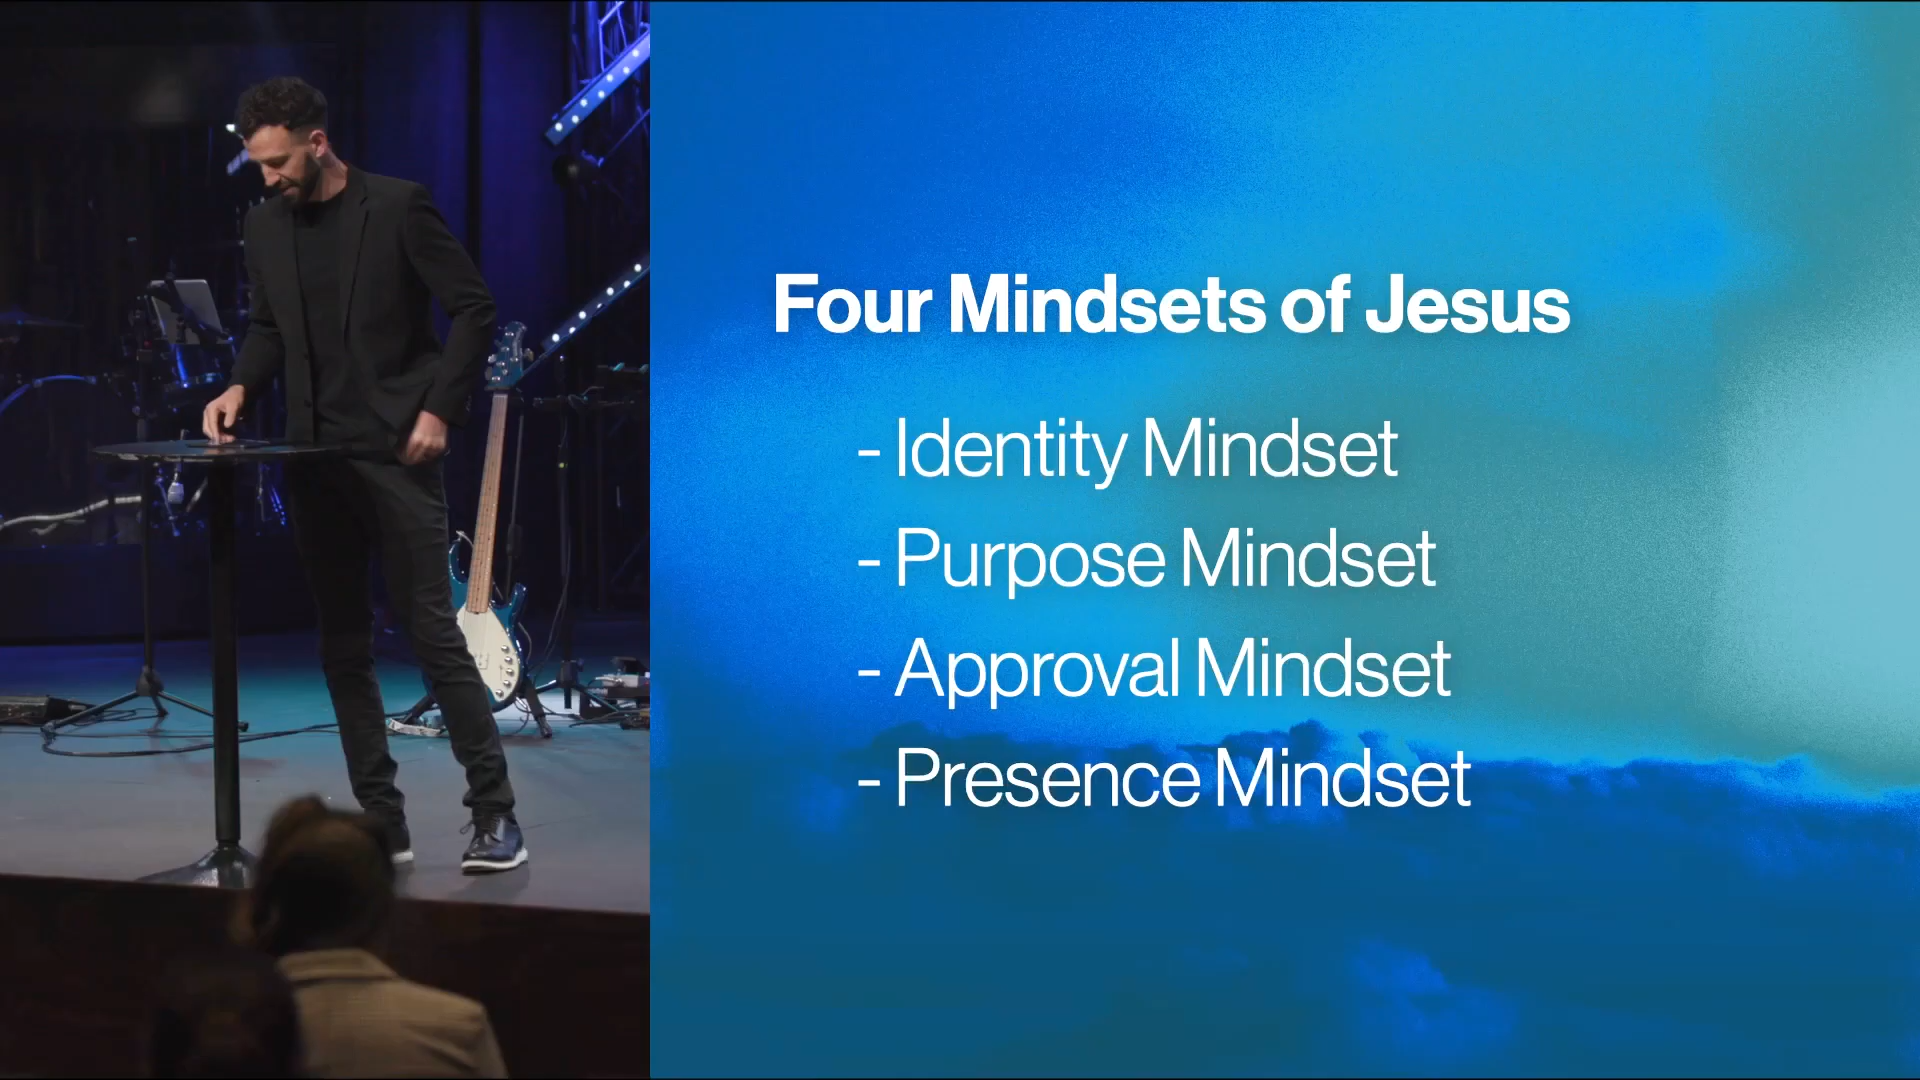 Four Mindsets of Jesus
- Identity Mindset
- Purpose Mindset
- Approval Mindset
- Presence Mindset